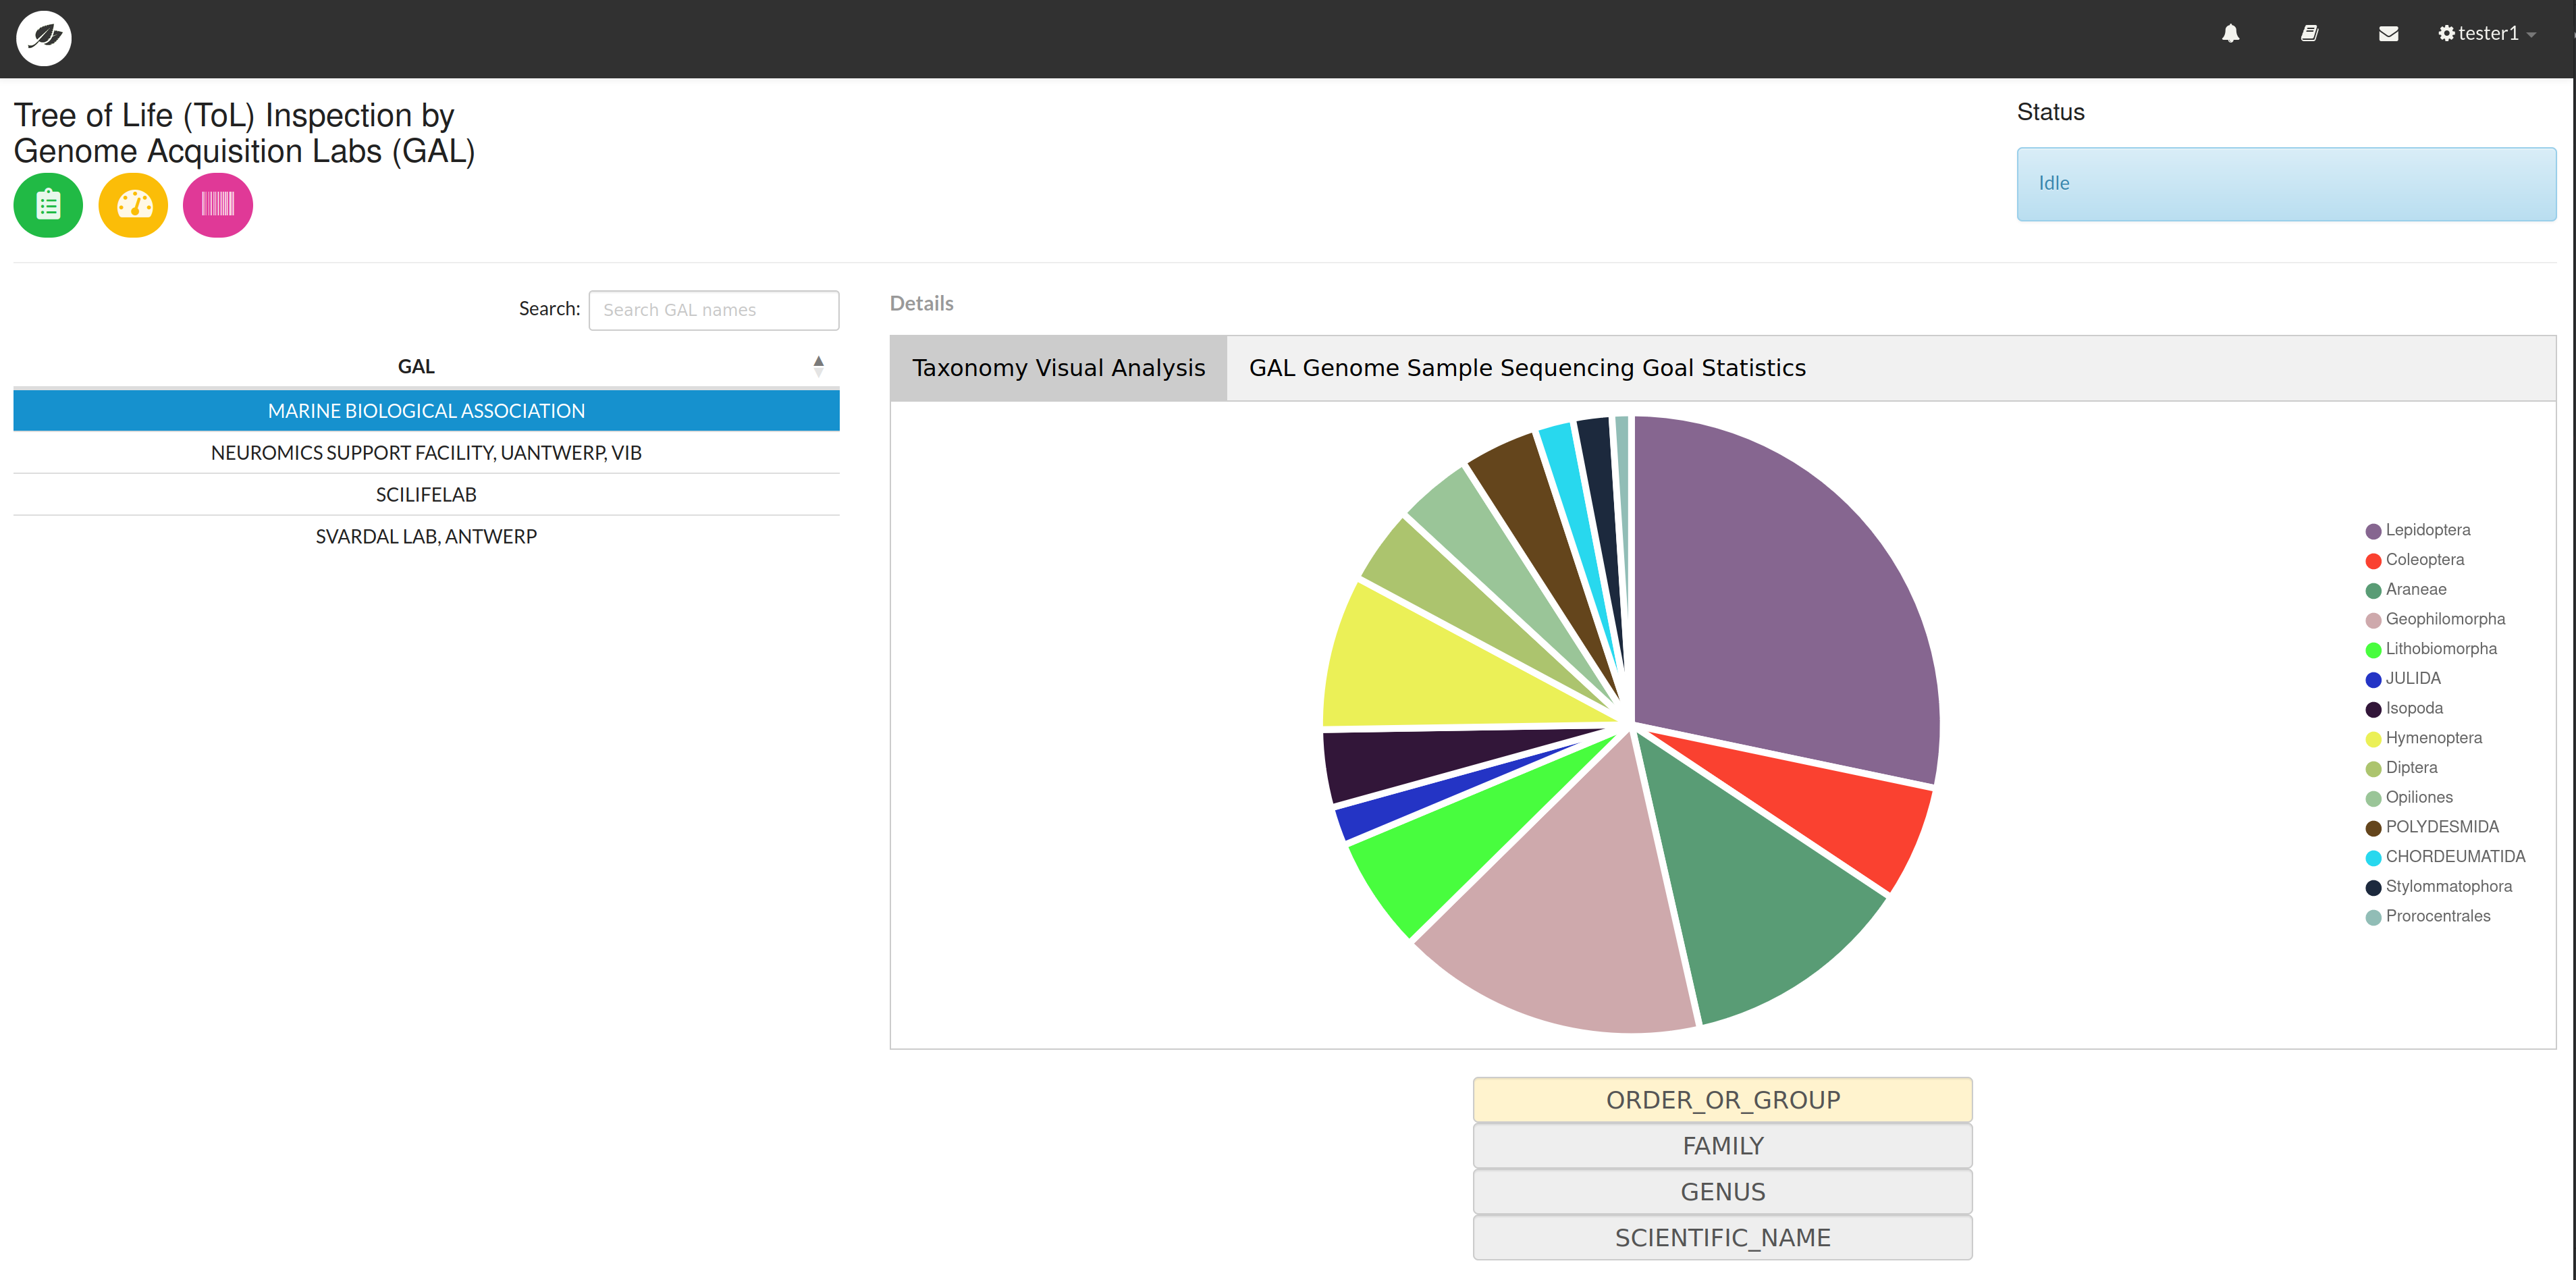 tester1
Tree of Life (ToL) Inspection by
Genome Acquisition Labs (GAL)
Status
Idle
Search: Search GAL names
GAL
MARINE BIOLOGICAL ASSOCIATION
NEUROMICS SUPPORT FACILITY, UANTWERP, VIB
SCILIFELAB
SVARDAL LAB, ANTWERP
Details
Taxonomy Visual Analysis
GAL Genome Sample Sequencing Goal Statistics
Lepidoptera
Coleoptera
Araneae
Geophilomorpha
Lithobiomorpha
JULIDA
Isopoda
Hymenoptera
Diptera
Opiliones
POLYDESMIDA
CHORDEUMATIDA
Stylommatophora
Prorocentrales
ORDER_OR_GROUP
FAMILY
GENUS
SCIENTIFIC_NAME